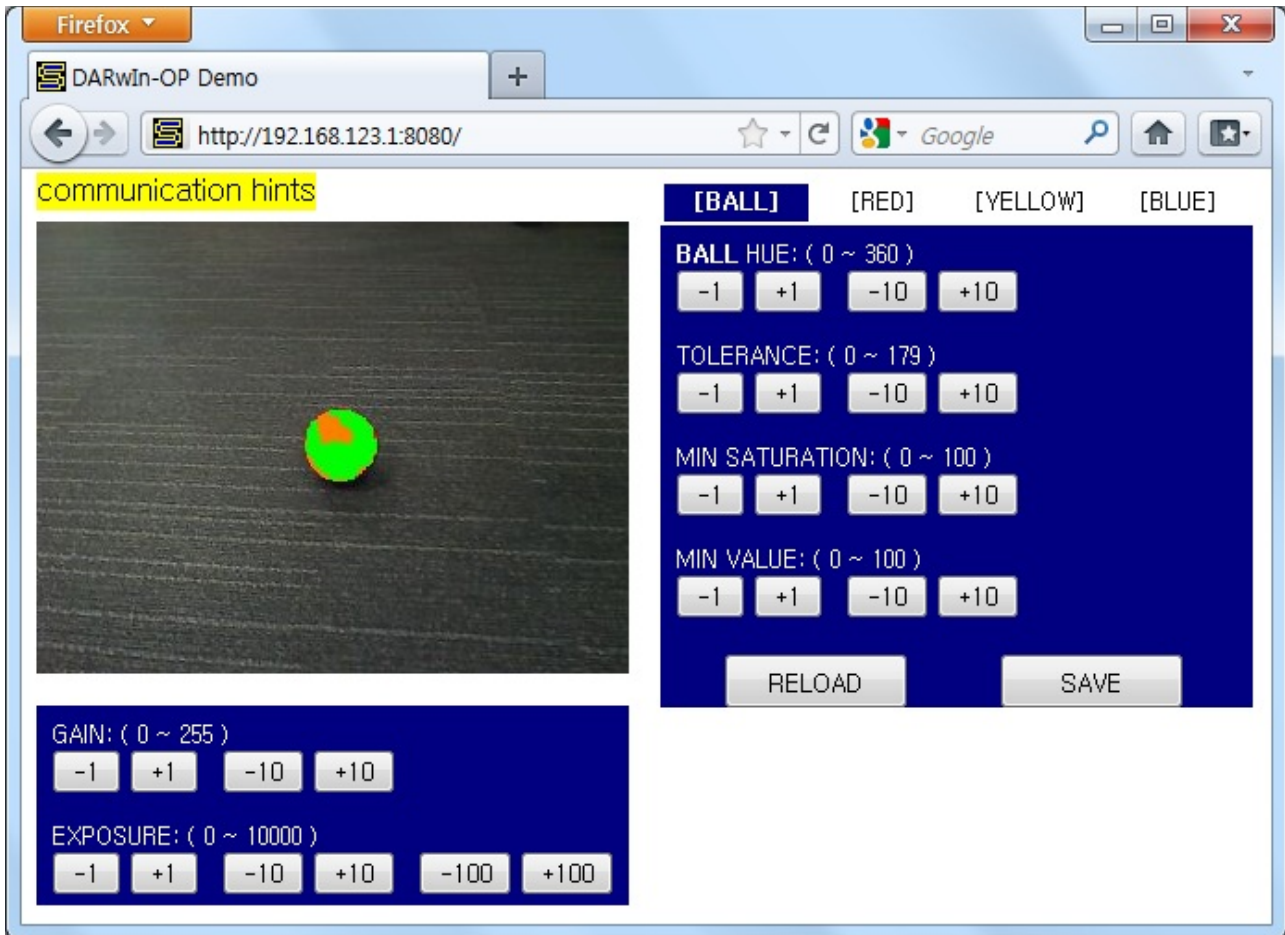 Firefox
DARwIn-OP Demo
http://192.168.123.1:8080/
Google
communication hints
[BALL] [RED] [YELLOW] [BLUE]
BALL HUE: ( 0 ~ 360 )
-1 +1 -10 +10
TOLERANCE: ( 0 ~ 179 )
-1 +1 -10 +10
MIN SATURATION: ( 0 ~ 100 )
-1 +1 -10 +10
MIN VALUE: ( 0 ~ 100 )
-1 +1 -10 +10
RELOAD SAVE
GAIN: ( 0 ~ 255 )
-1 +1 -10 +10
EXPOSURE: ( 0 ~ 10000 )
-1 +1 -10 +10 -100 +100